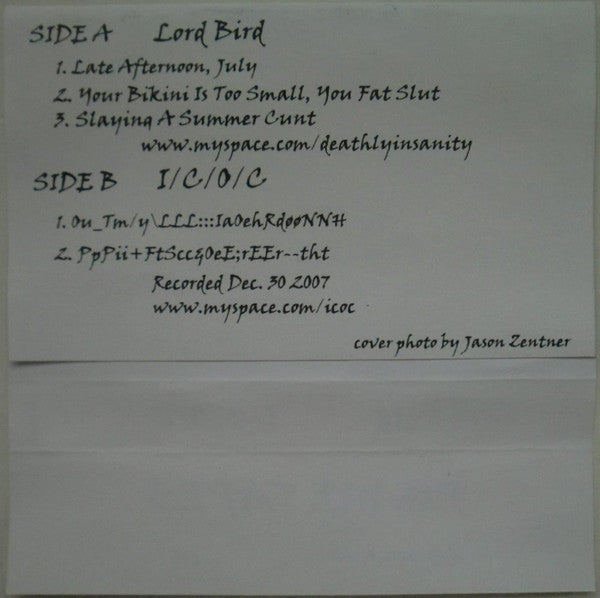 SIDE A Lord Bird
1. Late Afternoon, July
2. Your Bikini Is Too Small, You Fat Slut
3. Slaying A Summer Cunt
www.myspace.com/deathlyinsanity
SIDE B I/C/O/C
1. Ou_Tm/y\LLL:::IaOehRdøøNNH
2. PpPii+FtScc&OeE;rEEr--tht
Recorded Dec. 30 2007
www.myspace.com/icoc
cover photo by Jason Zentner